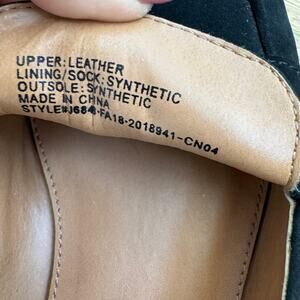 UPPER: LEATHER
LINING/SOCK: SYNTHETIC
OUTSOLE: SYNTHETIC
MADE IN CHINA
STYLE#J684-FA18-2018941-CN04